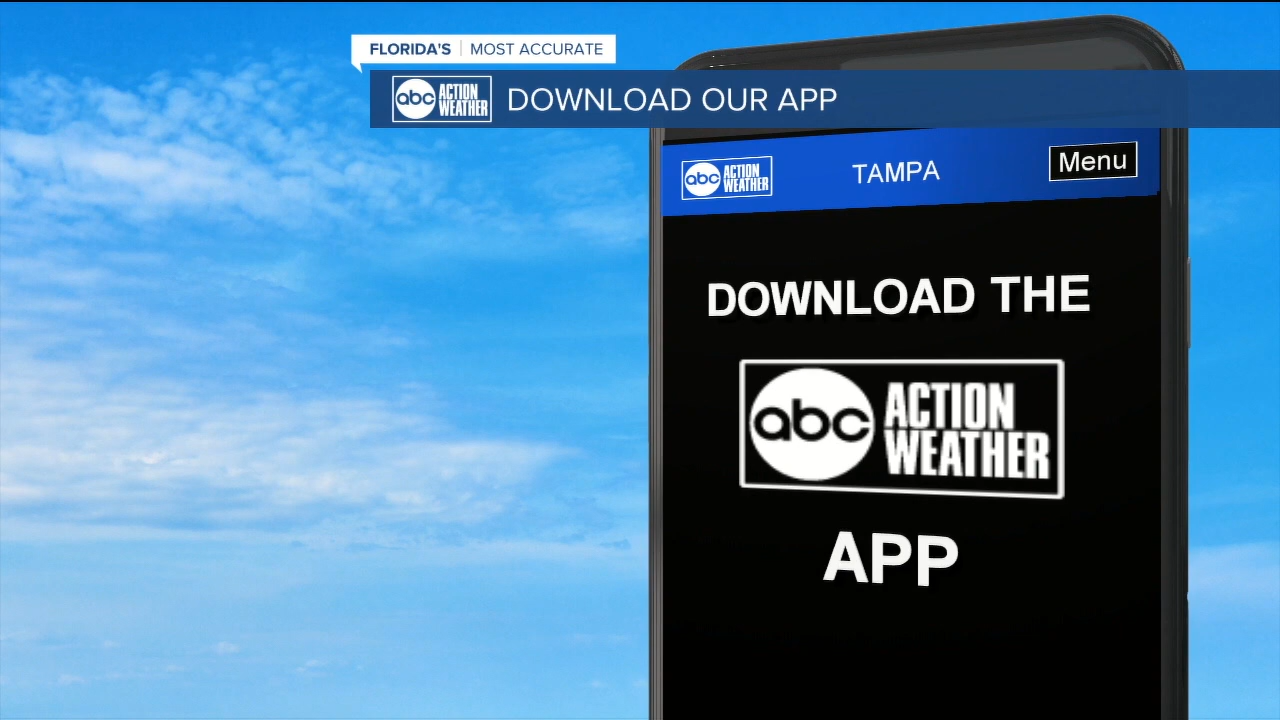 FLORIDA'S | MOST ACCURATE
abc ACTION WEATHER DOWNLOAD OUR APP
abc ACTION WEATHER TAMPA Menu
DOWNLOAD THE
abc ACTION
WEATHER
APP